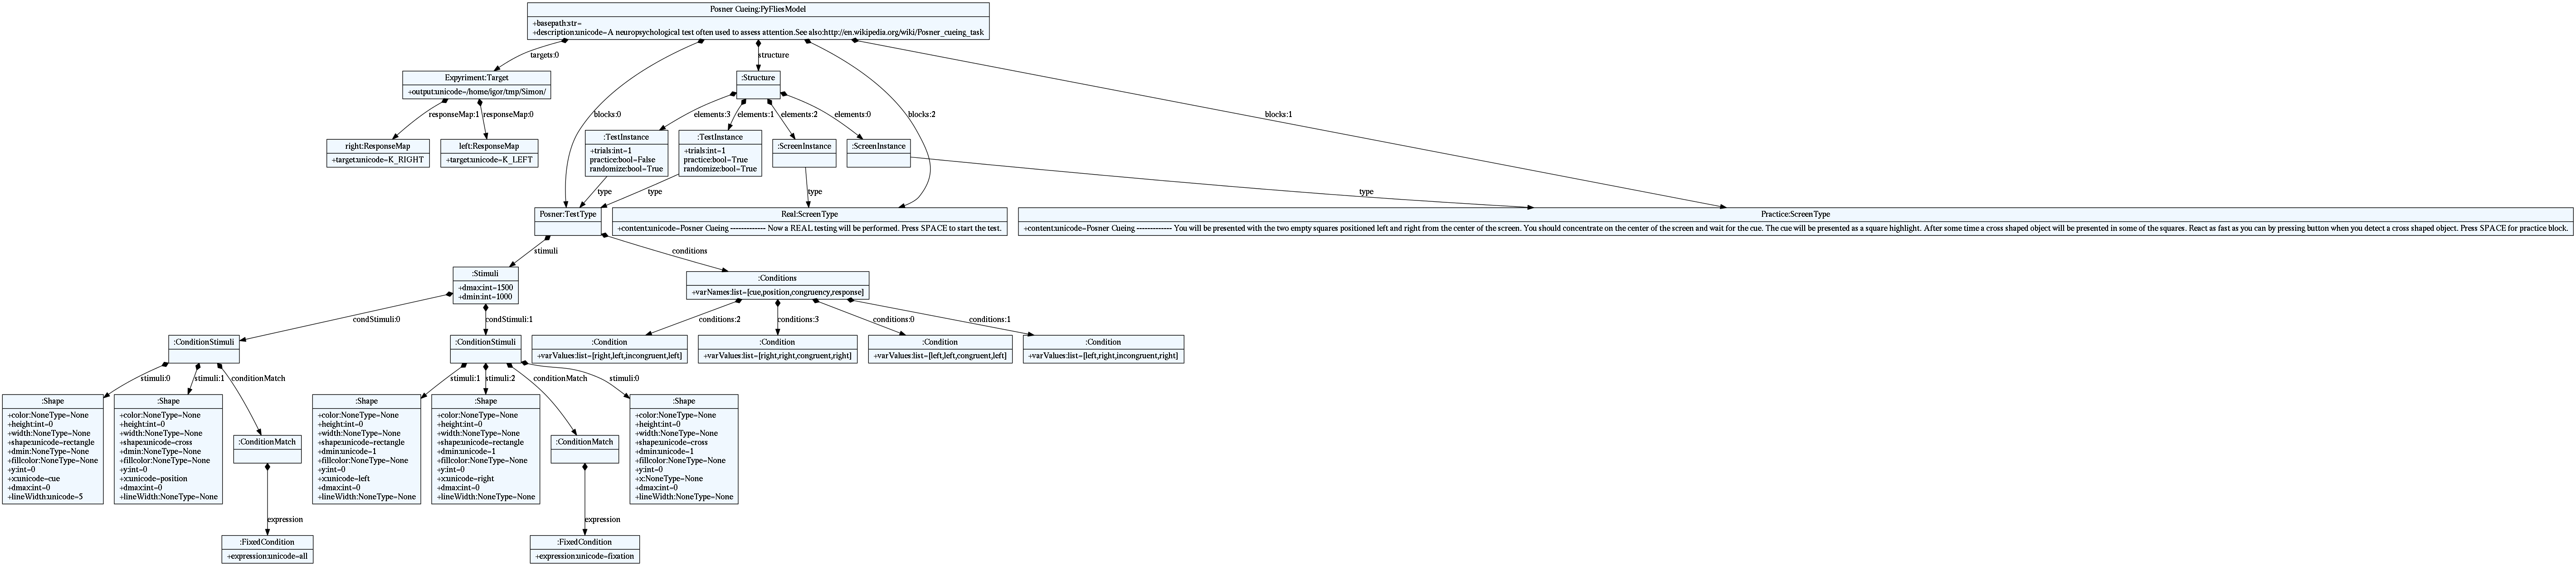 Posner Cueing:PyFliesModel
+basepath:str=
+description:unicode=A neuropsychological test often used to assess attention.See also:http://en.wikipedia.org/wiki/Posner_cueing_task
targets:0
structure
Expyriment:Target
+output:unicode=/home/igor/tmp/Simon/
:Structure
blocks:0
blocks:2
blocks:1
responseMap:1
responseMap:0
elements:3
elements:1
elements:2
elements:0
right:ResponseMap
+target:unicode=K_RIGHT
left:ResponseMap
+target:unicode=K_LEFT
:TestInstance
+trials:int=1
practice:bool=False
randomize:bool=True
:TestInstance
+trials:int=1
practice:bool=True
randomize:bool=True
:ScreenInstance
:ScreenInstance
type
type
type
type
Posner:TestType
Real:ScreenType
+content:unicode=Posner Cueing ------------- Now a REAL testing will be performed. Press SPACE to start the test.
Practice:ScreenType
+content:unicode=Posner Cueing ------------- You will be presented with the two empty squares positioned left and right from the center of the screen. You should concentrate on the center of the screen and wait for the cue. The cue will be presented as a square highlight. After some time a cross shaped object will be presented in some of the squares. React as fast as you can by pressing button when you detect a cross shaped object. Press SPACE for practice block.
stimuli
conditions
:Stimuli
+dmax:int=1500
+dmin:int=1000
:Conditions
+varNames:list=[cue,position,congruency,response]
condStimuli:0
condStimuli:1
conditions:2
conditions:3
conditions:0
conditions:1
:ConditionStimuli
:ConditionStimuli
:Condition
+varValues:list=[right,left,incongruent,left]
:Condition
+varValues:list=[right,right,congruent,right]
:Condition
+varValues:list=[left,left,congruent,left]
:Condition
+varValues:list=[left,right,incongruent,right]
stimuli:0
stimuli:1
conditionMatch
stimuli:1
stimuli:2
conditionMatch
stimuli:0
:Shape
+color:NoneType=None
+height:int=0
+width:NoneType=None
+shape:unicode=rectangle
+dmin:NoneType=None
+fillcolor:NoneType=None
+y:int=0
+x:unicode=cue
+dmax:int=0
+lineWidth:unicode=5
:Shape
+color:NoneType=None
+height:int=0
+width:NoneType=None
+shape:unicode=cross
+dmin:NoneType=None
+fillcolor:NoneType=None
+y:int=0
+x:unicode=position
+dmax:int=0
+lineWidth:NoneType=None
:ConditionMatch
:Shape
+color:NoneType=None
+height:int=0
+width:NoneType=None
+shape:unicode=rectangle
+dmin:unicode=1
+fillcolor:NoneType=None
+y:int=0
+x:unicode=left
+dmax:int=0
+lineWidth:NoneType=None
:Shape
+color:NoneType=None
+height:int=0
+width:NoneType=None
+shape:unicode=rectangle
+dmin:unicode=1
+fillcolor:NoneType=None
+y:int=0
+x:unicode=right
+dmax:int=0
+lineWidth:NoneType=None
:ConditionMatch
:Shape
+color:NoneType=None
+height:int=0
+width:NoneType=None
+shape:unicode=cross
+dmin:unicode=1
+fillcolor:NoneType=None
+y:int=0
+x:NoneType=None
+dmax:int=0
+lineWidth:NoneType=None
expression
expression
:FixedCondition
+expression:unicode=all
:FixedCondition
+expression:unicode=fixation